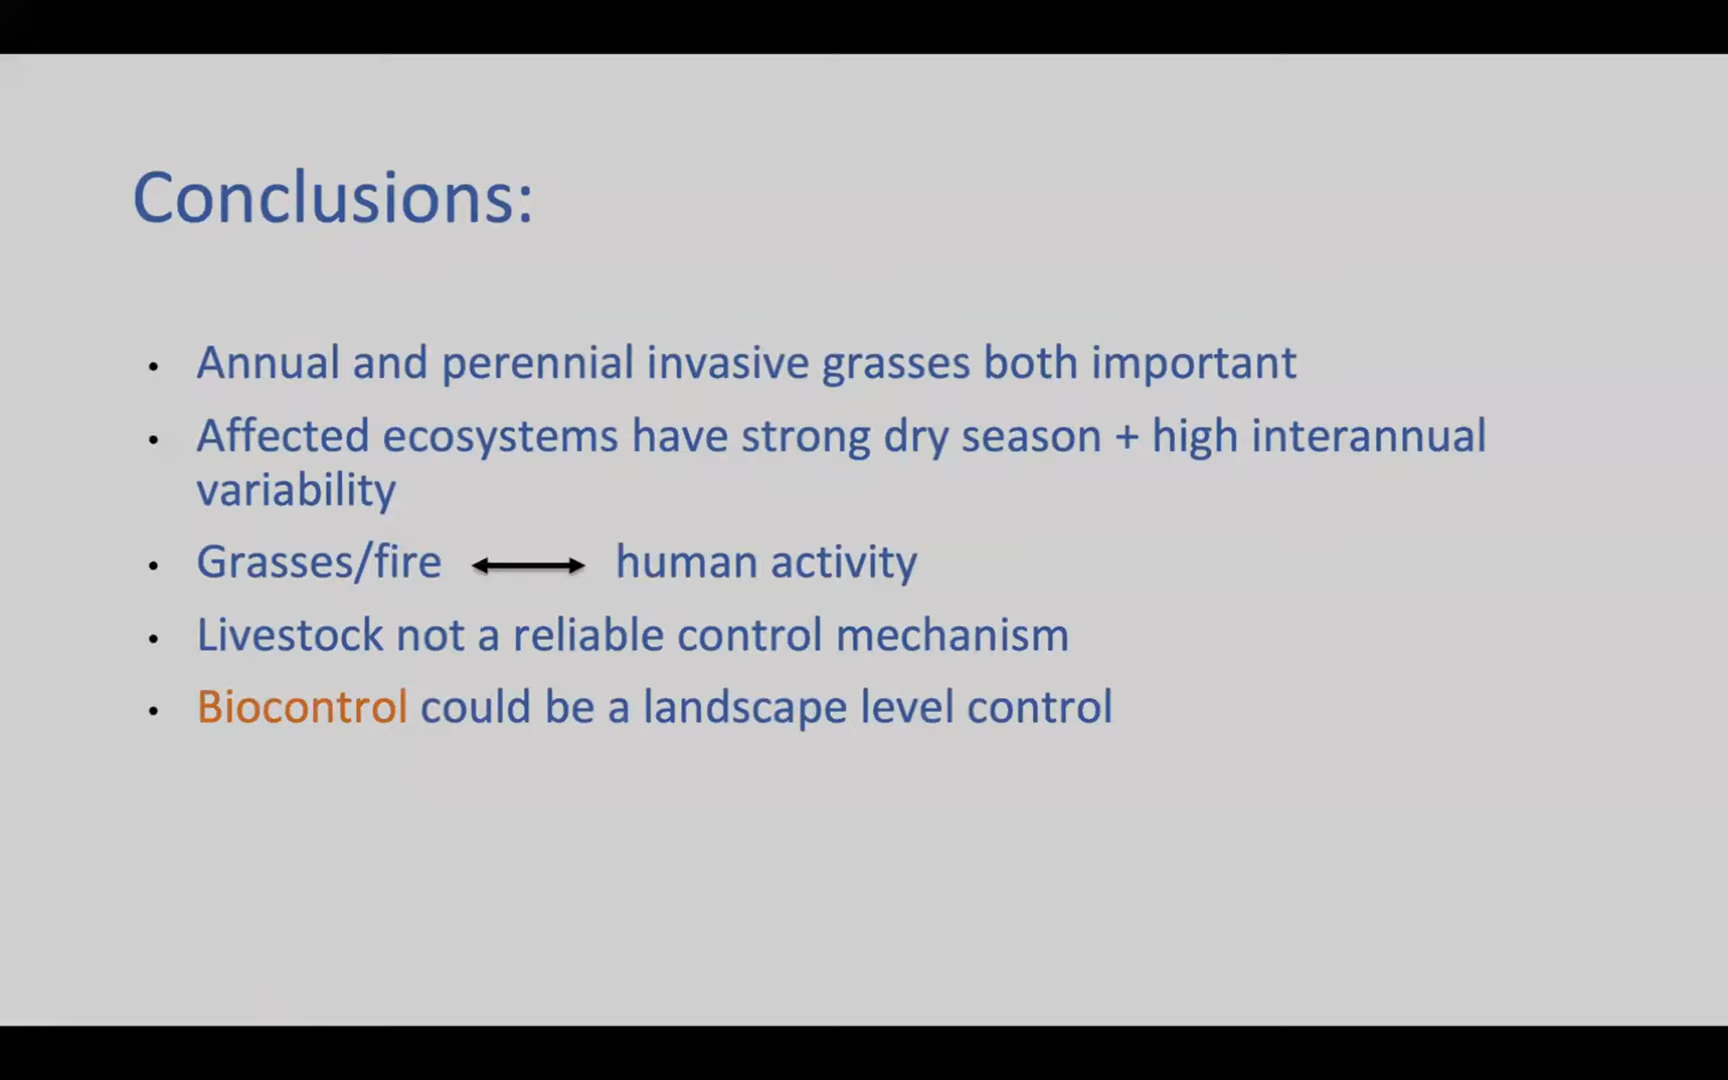 Conclusions:
• Annual and perennial invasive grasses both important
• Affected ecosystems have strong dry season + high interannual
variability
• Grasses/fire ⟷ human activity
• Livestock not a reliable control mechanism
• Biocontrol could be a landscape level control